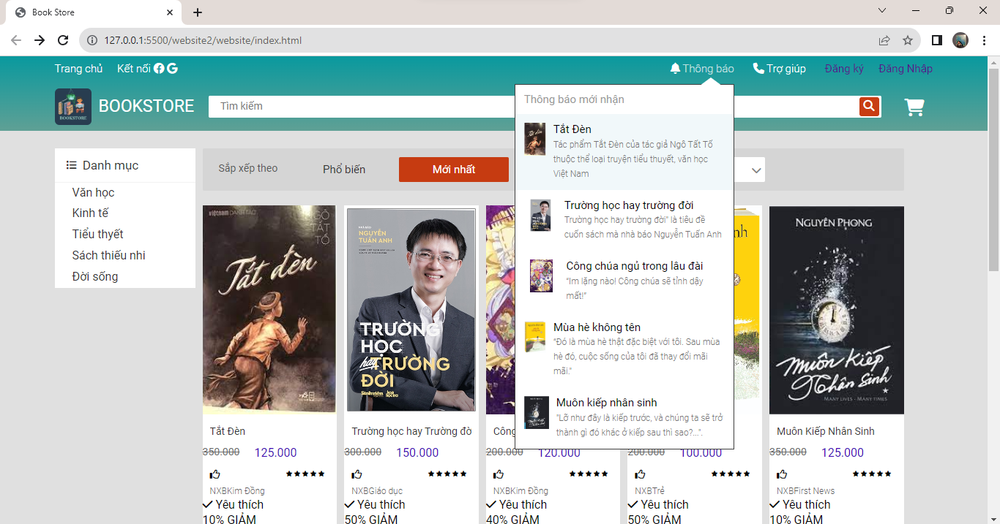 Book Store
127.0.0.1:5500/website2/website/index.html
Trang chủ Kết nối Thông báo Trợ giúp Đăng ký Đăng Nhập
BOOKSTORE
BOOKSTORE
Tìm kiếm
Thông báo mới nhận
Tắt Đèn
Tác phẩm Tắt Đèn của tác giả Ngô Tất Tố
thuộc thể loại truyện tiểu thuyết, văn học
Việt Nam
Trường học hay trường đời
Trường học hay trường đời" là tiêu đề
cuốn sách mà nhà báo Nguyễn Tuấn Anh
Công chúa ngủ trong lâu đài
"Im lặng nào! Công chúa sẽ tỉnh dậy
mất!"
Mùa hè không tên
"Đó là mùa hè thật đặc biệt với tôi. Sau mùa
hè đó, cuộc sống của tôi đã thay đổi mãi
mãi."
Muôn kiếp nhân sinh
"Lỡ như đây là kiếp trước, và chúng ta sẽ trở
thành gì đó khác ở kiếp sau thì sao?...".
Danh mục
Văn học
Kinh tế
Tiểu thyết
Sách thiếu nhi
Đời sống
Sắp xếp theo Phổ biến Mới nhất
việtnam DANH TÁC
NGÔ
TẤT
TỐ
Tắt đèn
NHÀ BÁO
NGUYỄN
TUẤN ANH
TRƯỜNG
HỌC
hay TRƯỜNG
ĐỜI
Sinhviên
NGUYÊN PHONG
Muôn Kiếp
Nhân Sinh
MANY LIVES - MANY TIMES
Tắt Đèn Trường học hay Trường đờ Công Muôn Kiếp Nhân Sinh
350.000 125.000 300.000 150.000 200.000 120.000 200.000 100.000 350.000 125.000
NXBKim Đồng NXBGiáo dục NXBKim Đồng NXBTrẻ NXBFirst News
Yêu thích Yêu thích Yêu thích Yêu thích Yêu thích
10% GIẢM 50% GIẢM 40% GIẢM 50% GIẢM 10% GIẢM